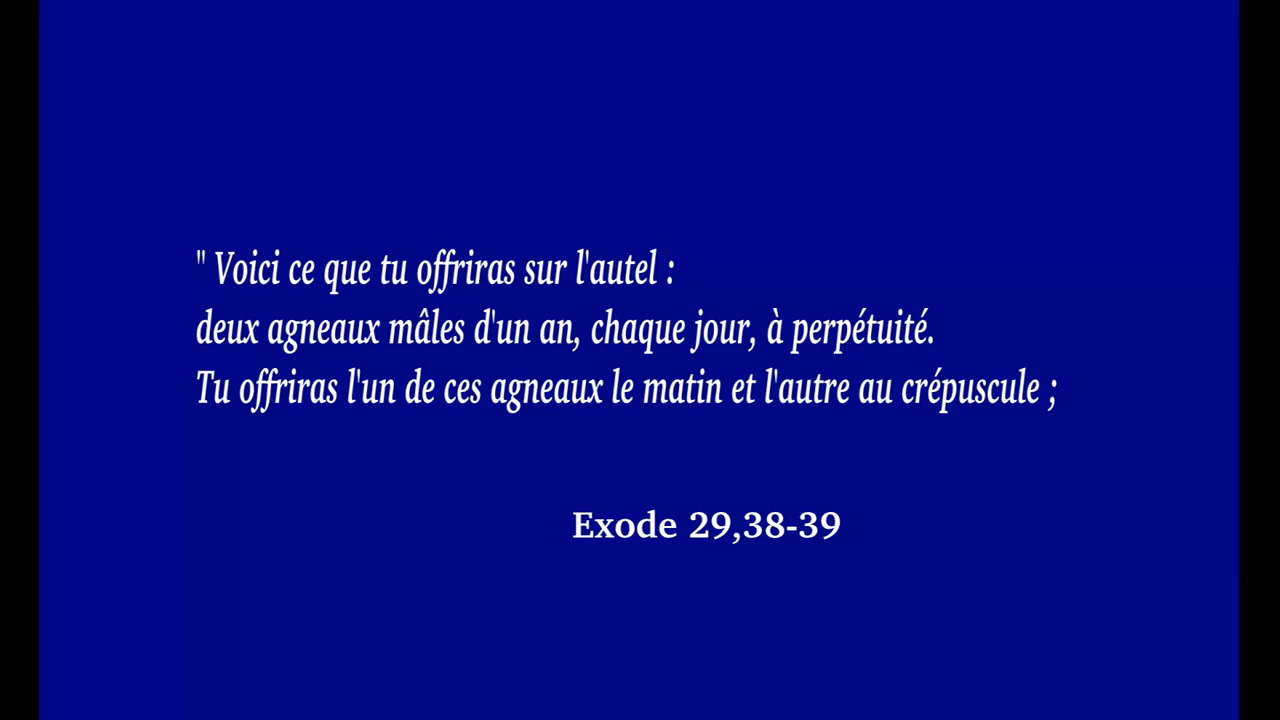 " Voici ce que tu offriras sur l'autel :
deux agneaux mâles d'un an, chaque jour, à perpétuité.
Tu offriras l'un de ces agneaux le matin et l'autre au crépuscule ;
Exode 29,38-39